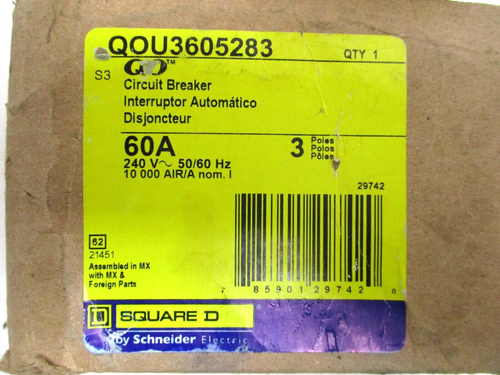 QOU3605283
QTY 1
S3
QO™
Circuit Breaker
Interruptor Automático
Disjoncteur
60A
3 Poles
Polos
Pôles
240 V~ 50/60 Hz
10 000 AIR/A nom. I
29742
62
21451
Assembled in MX
with MX &
Foreign Parts
7 85901 29742 0
SQUARE D
by Schneider Electric